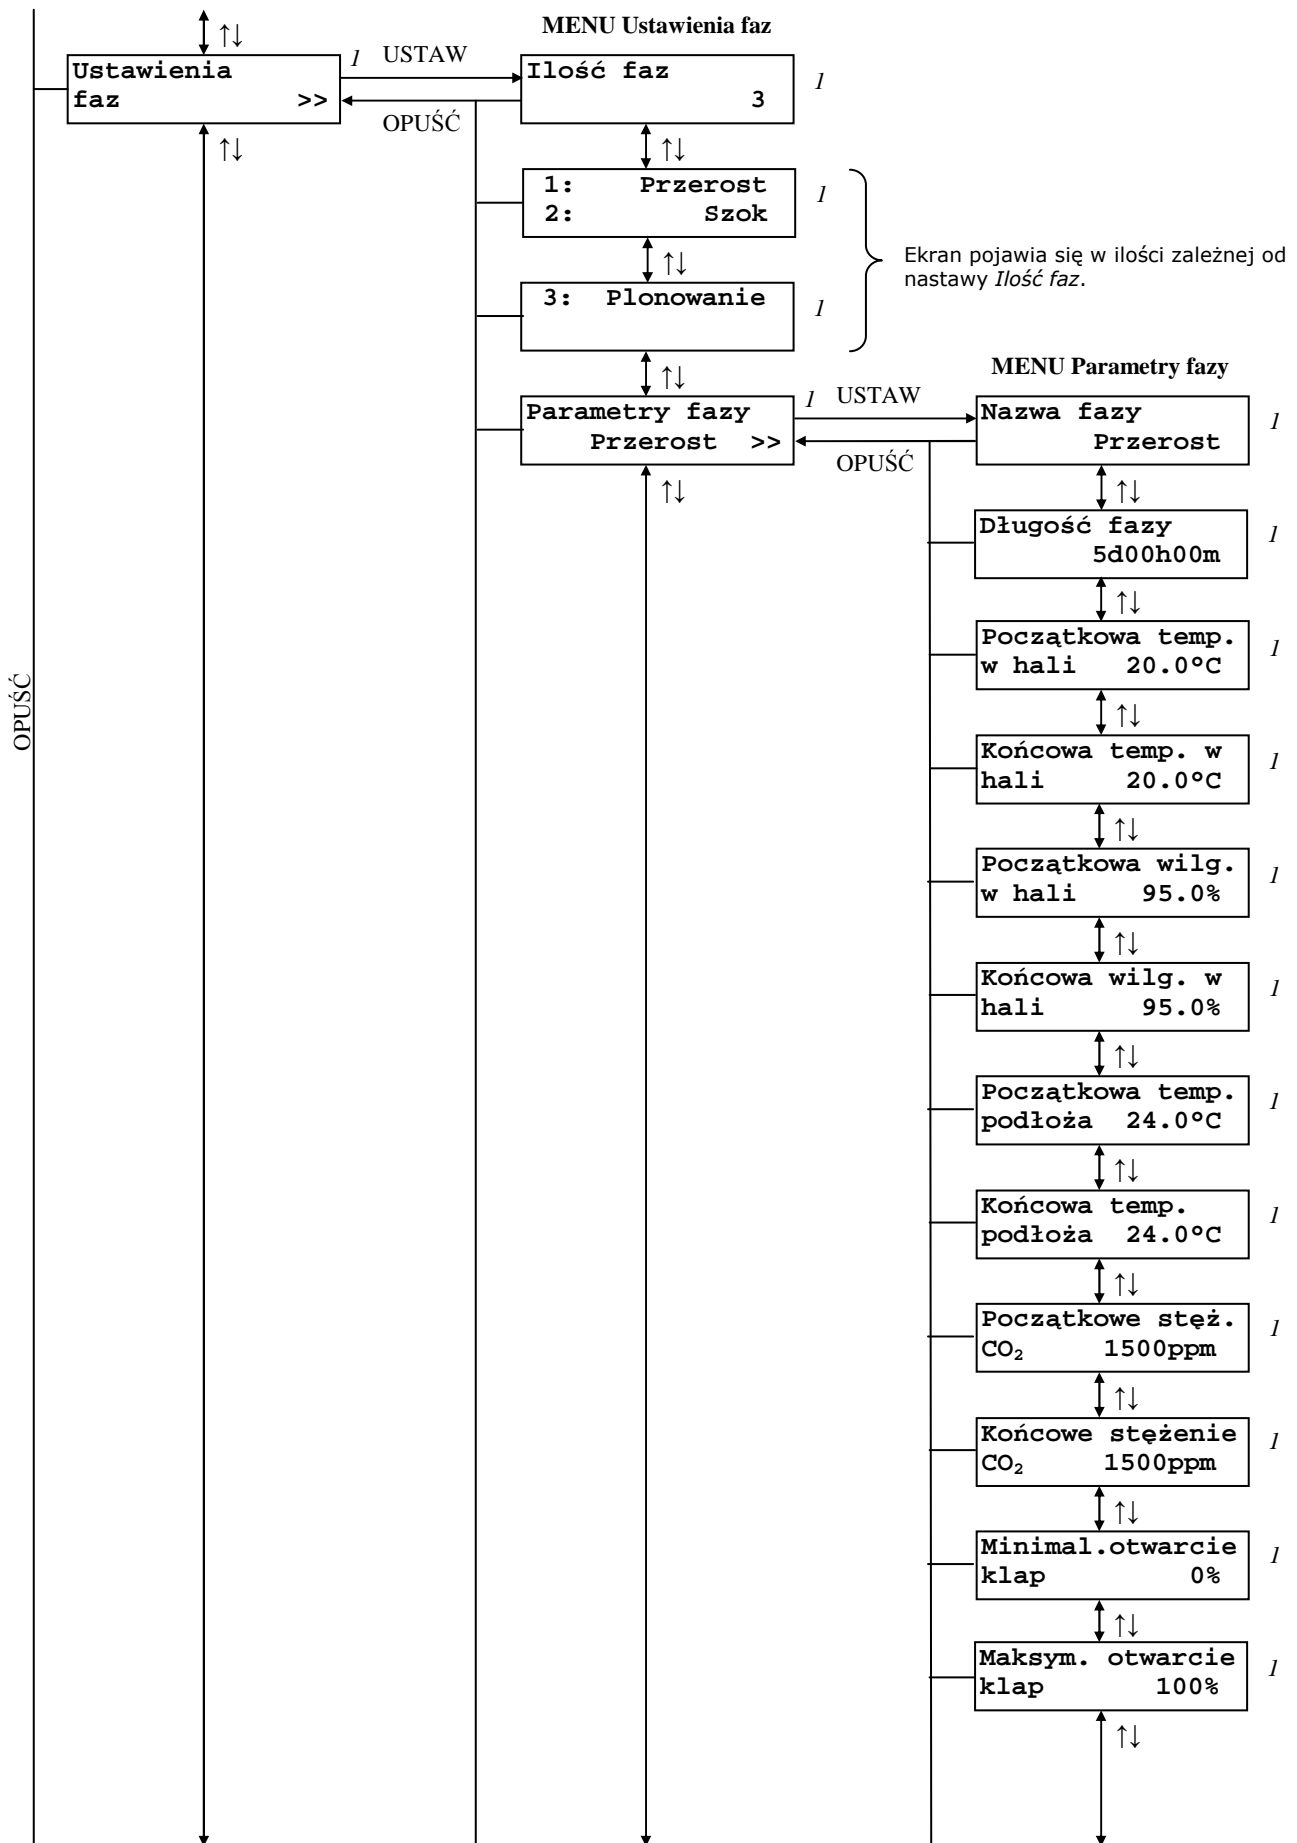 MENU Ustawienia faz
↑↓
Ustawienia
faz >>
1
USTAW
OPUŚĆ
↑↓
Ilość faz
3
1
↑↓
1: Przerost
2: Szok
1
↑↓
3: Plonowanie
1
Ekran pojawia się w ilości zależnej od
nastawy Ilość faz.
↑↓
MENU Parametry fazy
Parametry fazy
Przerost >>
1
USTAW
OPUŚĆ
↑↓
Nazwa fazy
Przerost
1
↑↓
Długość fazy
5d00h00m
1
↑↓
Początkowa temp.
w hali 20.0°C
1
↑↓
OPUŚĆ
Końcowa temp. w
hali 20.0°C
1
↑↓
Początkowa wilg.
w hali 95.0%
1
↑↓
Końcowa wilg. w
hali 95.0%
1
↑↓
Początkowa temp.
podłoża 24.0°C
1
↑↓
Końcowa temp.
podłoża 24.0°C
1
↑↓
Początkowe stęż.
CO₂ 1500ppm
1
↑↓
Końcowe stężenie
CO₂ 1500ppm
1
↑↓
Minimal.otwarcie
klap 0%
1
↑↓
Maksym. otwarcie
klap 100%
1
↑↓